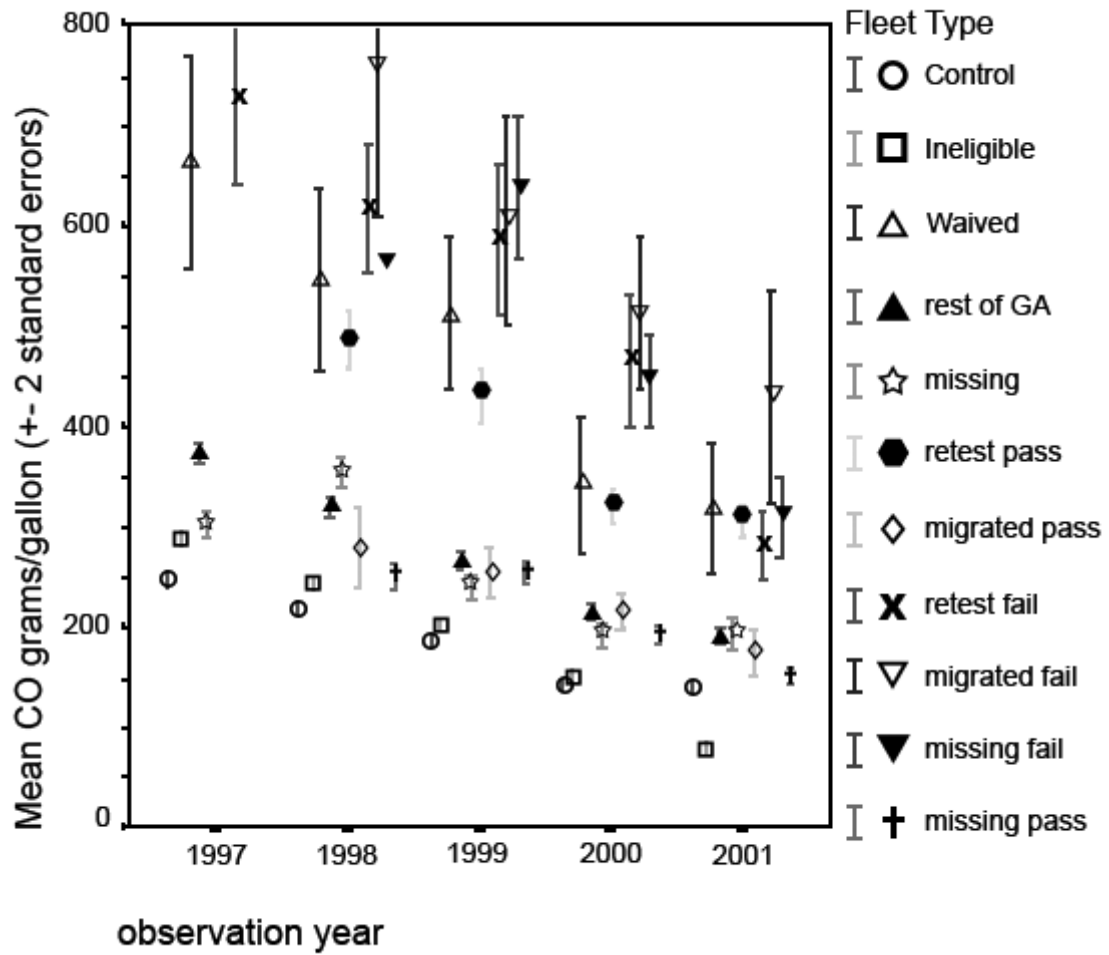 Fleet Type
Control
Ineligible
Waived
rest of GA
missing
retest pass
migrated pass
retest fail
migrated fail
missing fail
missing pass
Mean CO grams/gallon (+- 2 standard errors)
800
600
400
200
0
1997 1998 1999 2000 2001
observation year